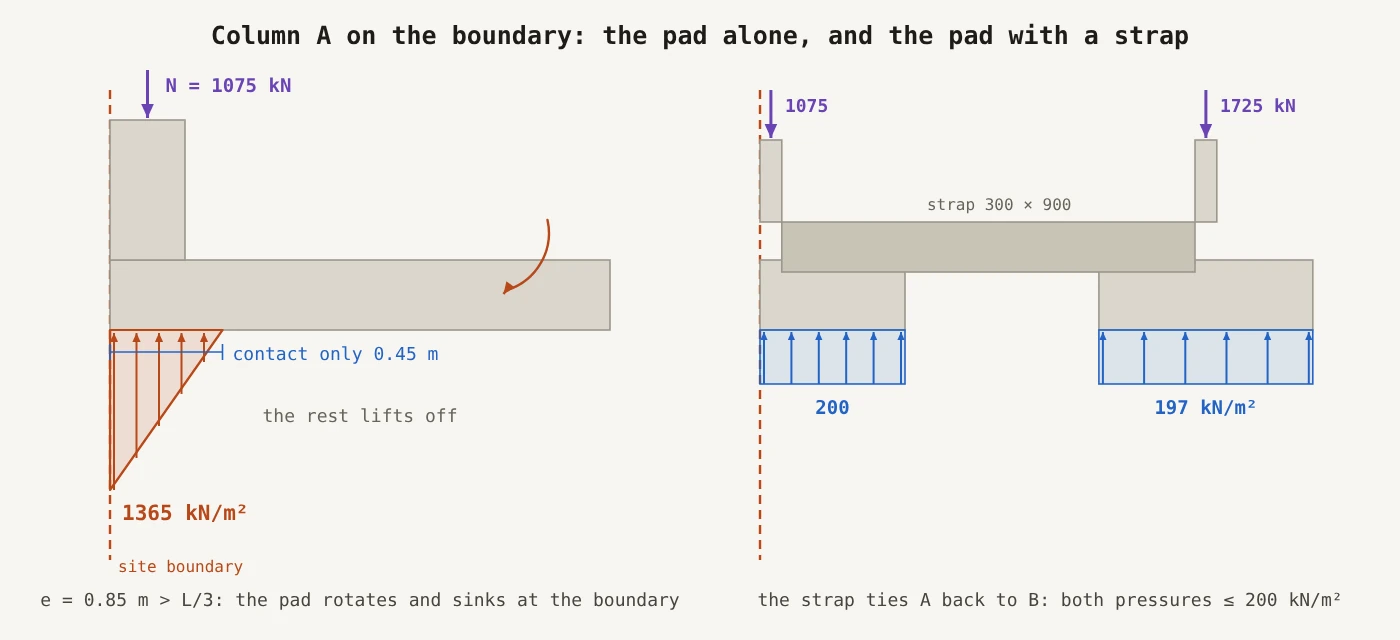 Column A on the boundary: the pad alone, and the pad with a strap
N = 1075 kN
contact only 0.45 m
the rest lifts off
1365 kN/m²
site boundary
e = 0.85 m > L/3: the pad rotates and sinks at the boundary
1075
1725 kN
strap 300 × 900
200
197 kN/m²
the strap ties A back to B: both pressures ≤ 200 kN/m²